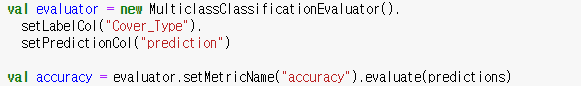 val evaluator = new MulticlassClassificationEvaluator().
  setLabelCol("Cover_Type").
  setPredictionCol("prediction")

val accuracy = evaluator.setMetricName("accuracy").evaluate(predictions)